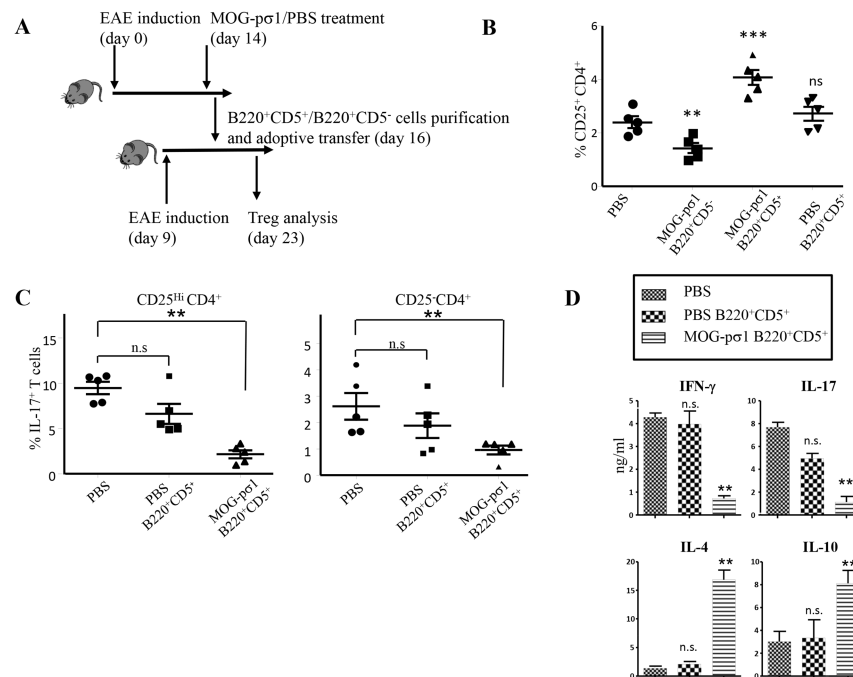 A
EAE induction
(day 0)
MOG-pσ1/PBS treatment
(day 14)
B220⁺CD5⁺/B220⁺CD5⁻ cells purification
and adoptive transfer (day 16)
EAE induction
(day 9)
Treg analysis
(day 23)
B
% CD25⁺ CD4⁺
6
4
2
0
**
***
ns
PBS
MOG-pσ1
B220⁺CD5⁻
MOG-pσ1
B220⁺CD5⁺
PBS
B220⁺CD5⁺
C
CD25ᴴⁱ CD4⁺
**
n.s
% IL-17⁺ T cells
15
10
5
0
PBS
PBS
B220⁺CD5⁺
MOG-pσ1
B220⁺CD5⁺
CD25⁻CD4⁺
**
n.s
5
4
3
2
1
0
PBS
PBS
B220⁺CD5⁺
MOG-pσ1
B220⁺CD5⁺
D
PBS
PBS B220⁺CD5⁺
MOG-pσ1 B220⁺CD5⁺
IFN-γ
ng/ml
5
4
3
2
1
0
n.s.
**
IL-17
10
8
6
4
2
0
n.s.
**
IL-4
20
15
10
5
0
n.s.
**
IL-10
10
8
6
4
2
0
n.s.
**